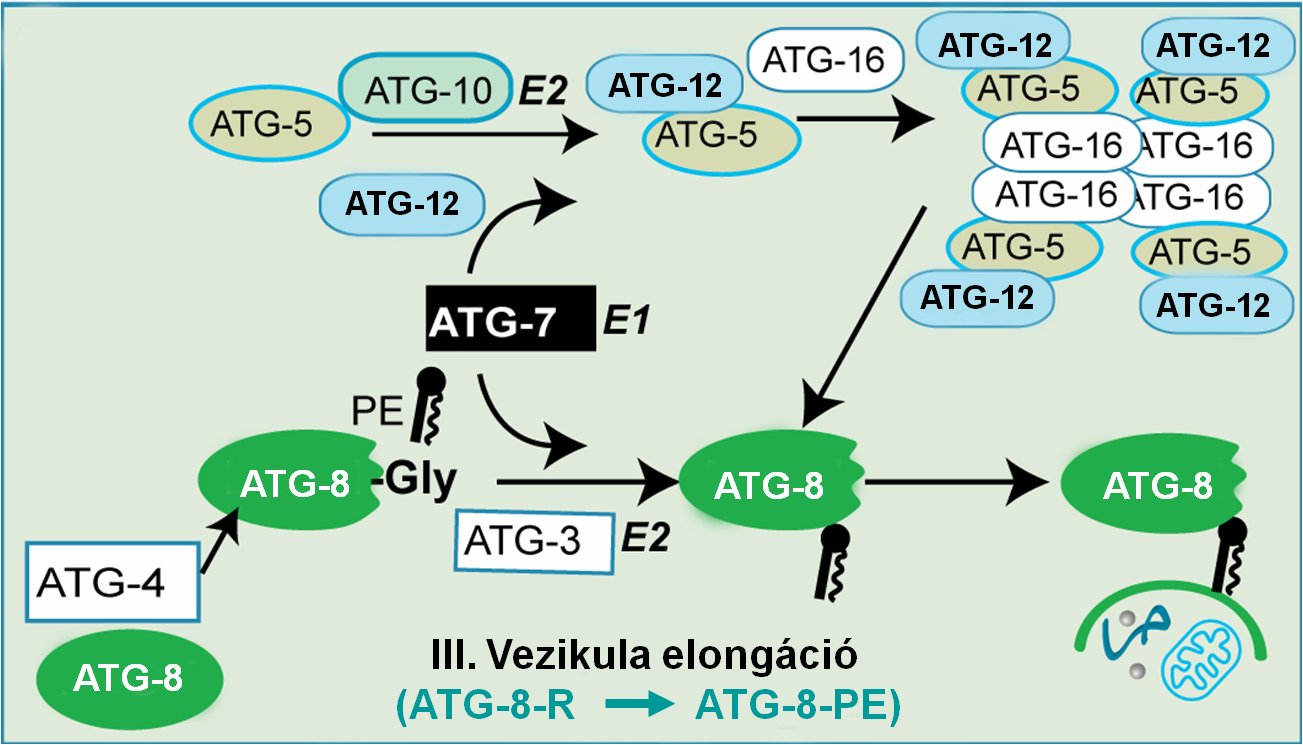 ATG-5
ATG-10 E2
ATG-12
ATG-12
ATG-5
ATG-16
ATG-12
ATG-5
ATG-16
ATG-16
ATG-5
ATG-12
ATG-12
ATG-5
ATG-16
ATG-16
ATG-5
ATG-12
ATG-7 E1
PE
ATG-8 -Gly
ATG-3 E2
ATG-8
ATG-8
ATG-4
ATG-8
III. Vezikula elongáció
(ATG-8-R → ATG-8-PE)